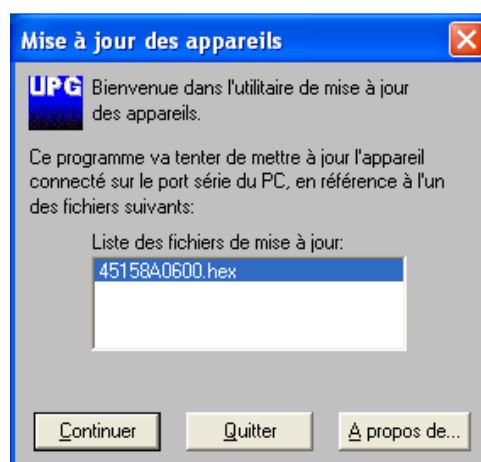 Mise à jour des appareils
UPG
Bienvenue dans l'utilitaire de mise à jour
des appareils.
Ce programme va tenter de mettre à jour l'appareil
connecté sur le port série du PC, en référence à l'un
des fichiers suivants:
Liste des fichiers de mise à jour:
45158A0600.hex
Continuer
Quitter
A propos de...